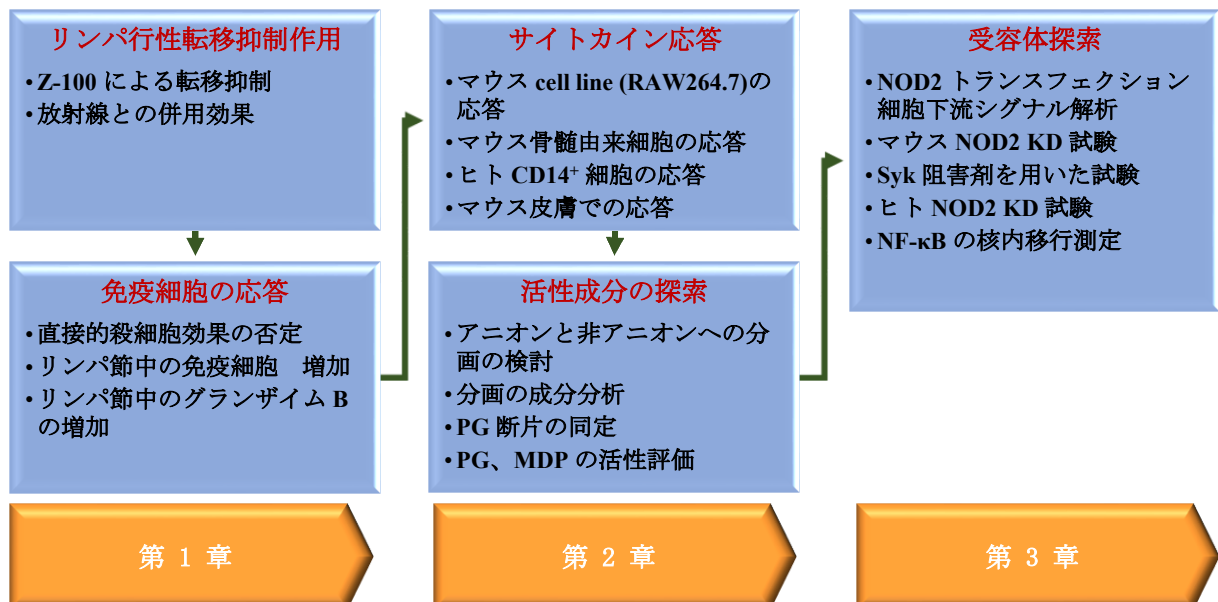 リンパ行性転移抑制作用
•Z-100 による転移抑制
•放射線との併用効果
免疫細胞の応答
•直接的殺細胞効果の否定
•リンパ節中の免疫細胞　増加
•リンパ節中のグランザイム B
の増加
第 1 章
サイトカイン応答
•マウス cell line (RAW264.7)の
応答
•マウス骨髄由来細胞の応答
•ヒト CD14⁺ 細胞の応答
•マウス皮膚での応答
活性成分の探索
•アニオンと非アニオンへの分
画の検討
•分画の成分分析
•PG 断片の同定
•PG、MDP の活性評価
第 2 章
受容体探索
•NOD2 トランスフェクション
細胞下流シグナル解析
•マウス NOD2 KD 試験
•Syk 阻害剤を用いた試験
•ヒト NOD2 KD 試験
•NF-κB の核内移行測定
第 3 章